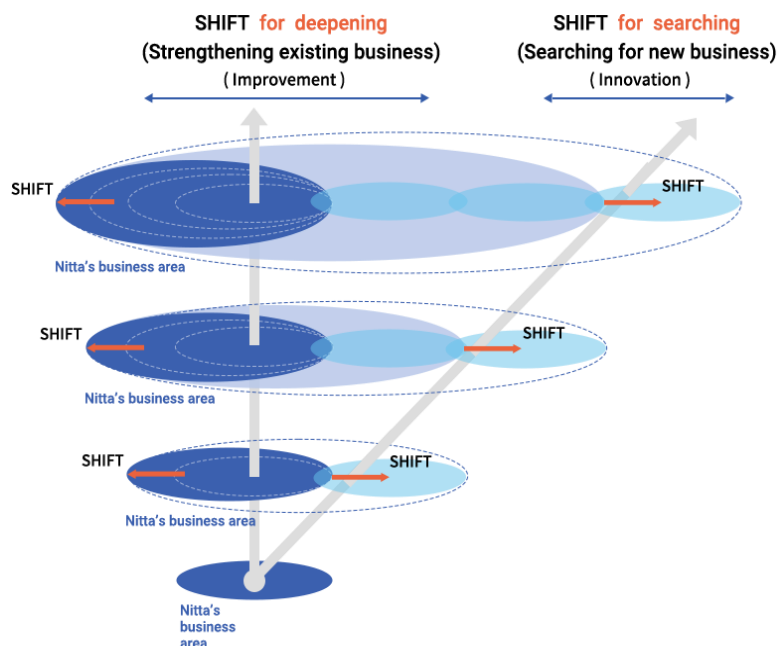 SHIFT for deepening
(Strengthening existing business)
( Improvement )
SHIFT for searching
(Searching for new business)
( Innovation )
SHIFT
SHIFT
Nitta's business area
SHIFT
SHIFT
Nitta's business area
SHIFT
SHIFT
Nitta's business area
Nitta's
business
area